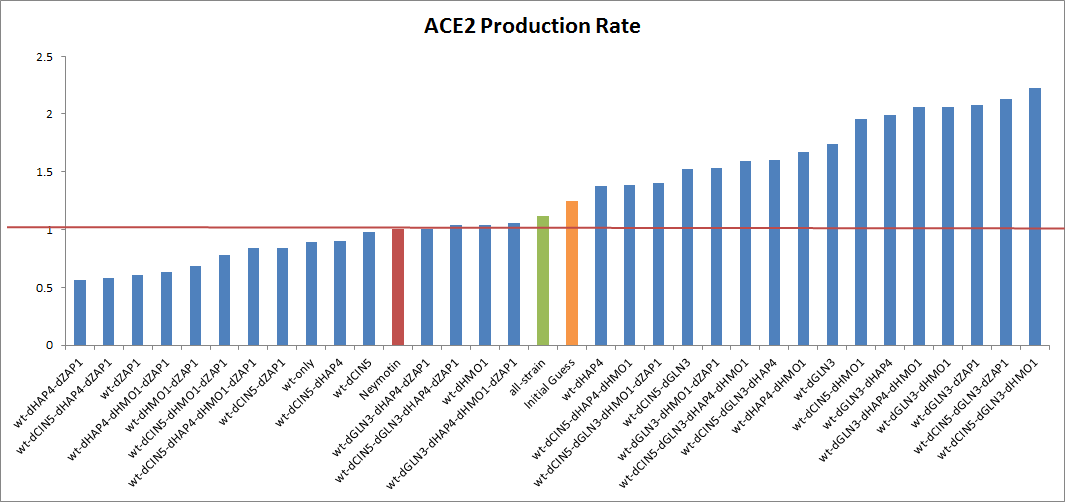 ACE2 Production Rate
2.5
2
1.5
1
0.5
0
wt-dHAP4-dZAP1
wt-dCIN5-dHAP4-dZAP1
wt-dZAP1
wt-dHAP4-dHMO1-dZAP1
wt-dHMO1-dZAP1
wt-dCIN5-dHMO1-dZAP1
wt-dCIN5-dHAP4-dHMO1-dZAP1
wt-dCIN5-dZAP1
wt-only
wt-dCIN5-dHAP4
wt-dCIN5
Neymotin
wt-dGLN3-dHAP4-dZAP1
wt-dCIN5-dGLN3-dHAP4-dZAP1
wt-dHMO1
wt-dGLN3-dHAP4-dHMO1-dZAP1
all-strain
Initial Guess
wt-dHAP4
wt-dCIN5-dHAP4-dHMO1
wt-dCIN5-dGLN3-dHMO1-dZAP1
wt-dCIN5-dGLN3
wt-dGLN3-dHMO1-dZAP1
wt-dCIN5-dGLN3-dHAP4-dHMO1
wt-dCIN5-dGLN3-dHAP4
wt-dHAP4-dHMO1
wt-dGLN3
wt-dCIN5-dHMO1
wt-dGLN3-dHAP4
wt-dGLN3-dHAP4-dHMO1
wt-dGLN3-dHMO1
wt-dGLN3-dZAP1
wt-dCIN5-dGLN3-dZAP1
wt-dCIN5-dGLN3-dHMO1